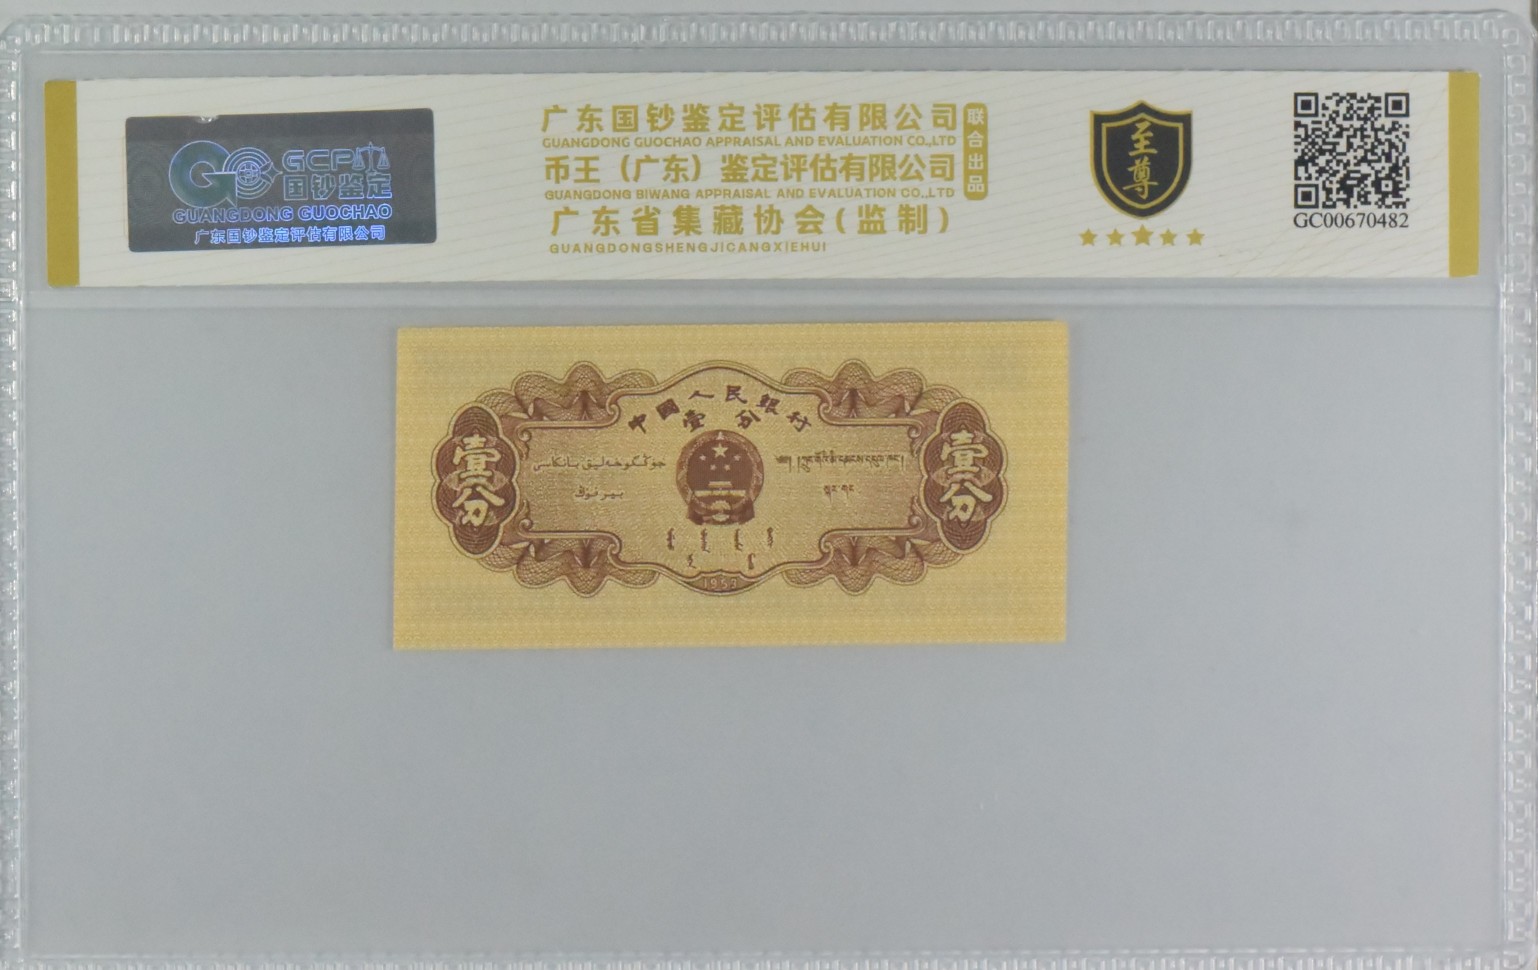 GCP
国钞鉴定
GUANGDONG GUOCHAO
广东国钞鉴定评估有限公司
广东国钞鉴定评估有限公司
GUANGDONG GUOCHAO APPRAISAL AND EVALUATION CO.,LTD
币王（广东）鉴定评估有限公司
GUANGDONG BIWANG APPRAISAL AND EVALUATION CO.,LTD
广东省集藏协会(监制)
GUANGDONGSHENGJICANGXIEHUI
联合出品
至尊
GC00670482
中国人民银行
壹分
壹分
壹分
1953